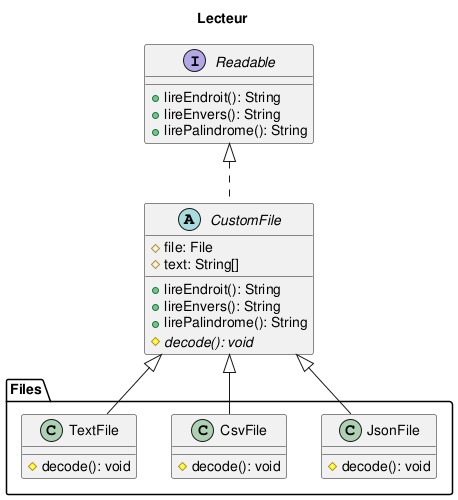 Lecteur
I Readable
lireEndroit(): String
lireEnvers(): String
lirePalindrome(): String
A CustomFile
file: File
text: String[]
lireEndroit(): String
lireEnvers(): String
lirePalindrome(): String
decode(): void
Files
C TextFile
decode(): void
C CsvFile
decode(): void
C JsonFile
decode(): void